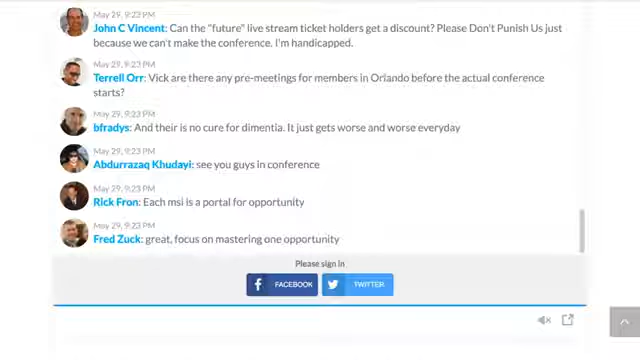 May 29, 9:23 PM
John C Vincent: Can the "future" live stream ticket holders get a discount? Please Don't Punish Us just
because we can't make the conference. I'm handicapped.
May 29, 9:23 PM
Terrell Orr: Vick are there any pre-meetings for members in Orlando before the actual conference
starts?
May 29, 9:23 PM
bfradys: And their is no cure for dimentia. It just gets worse and worse everyday
May 29, 9:23 PM
Abdurrazaq Khudayi: see you guys in conference
May 29, 9:23 PM
Rick Fron: Each msi is a portal for opportunity
May 29, 9:23 PM
Fred Zuck: great, focus on mastering one opportunity
Please sign in
FACEBOOK
TWITTER